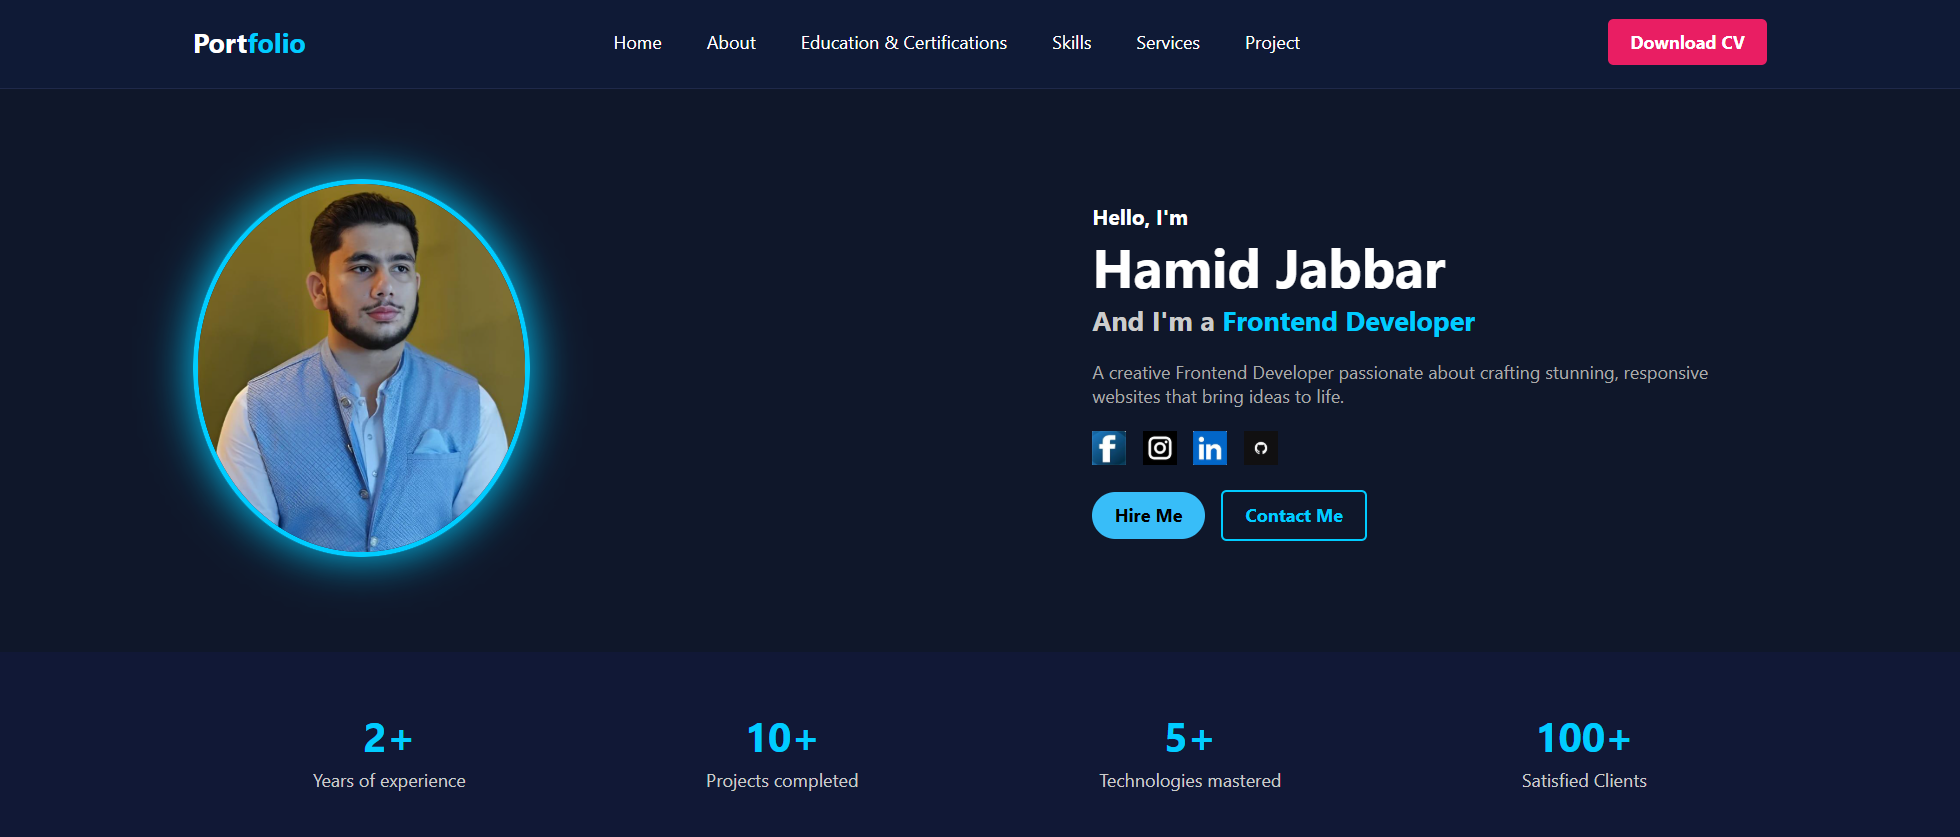 Portfolio
Home
About
Education & Certifications
Skills
Services
Project
Download CV
Hello, I'm
Hamid Jabbar
And I'm a Frontend Developer
A creative Frontend Developer passionate about crafting stunning, responsive
websites that bring ideas to life.
Hire Me
Contact Me
2+
Years of experience
10+
Projects completed
5+
Technologies mastered
100+
Satisfied Clients